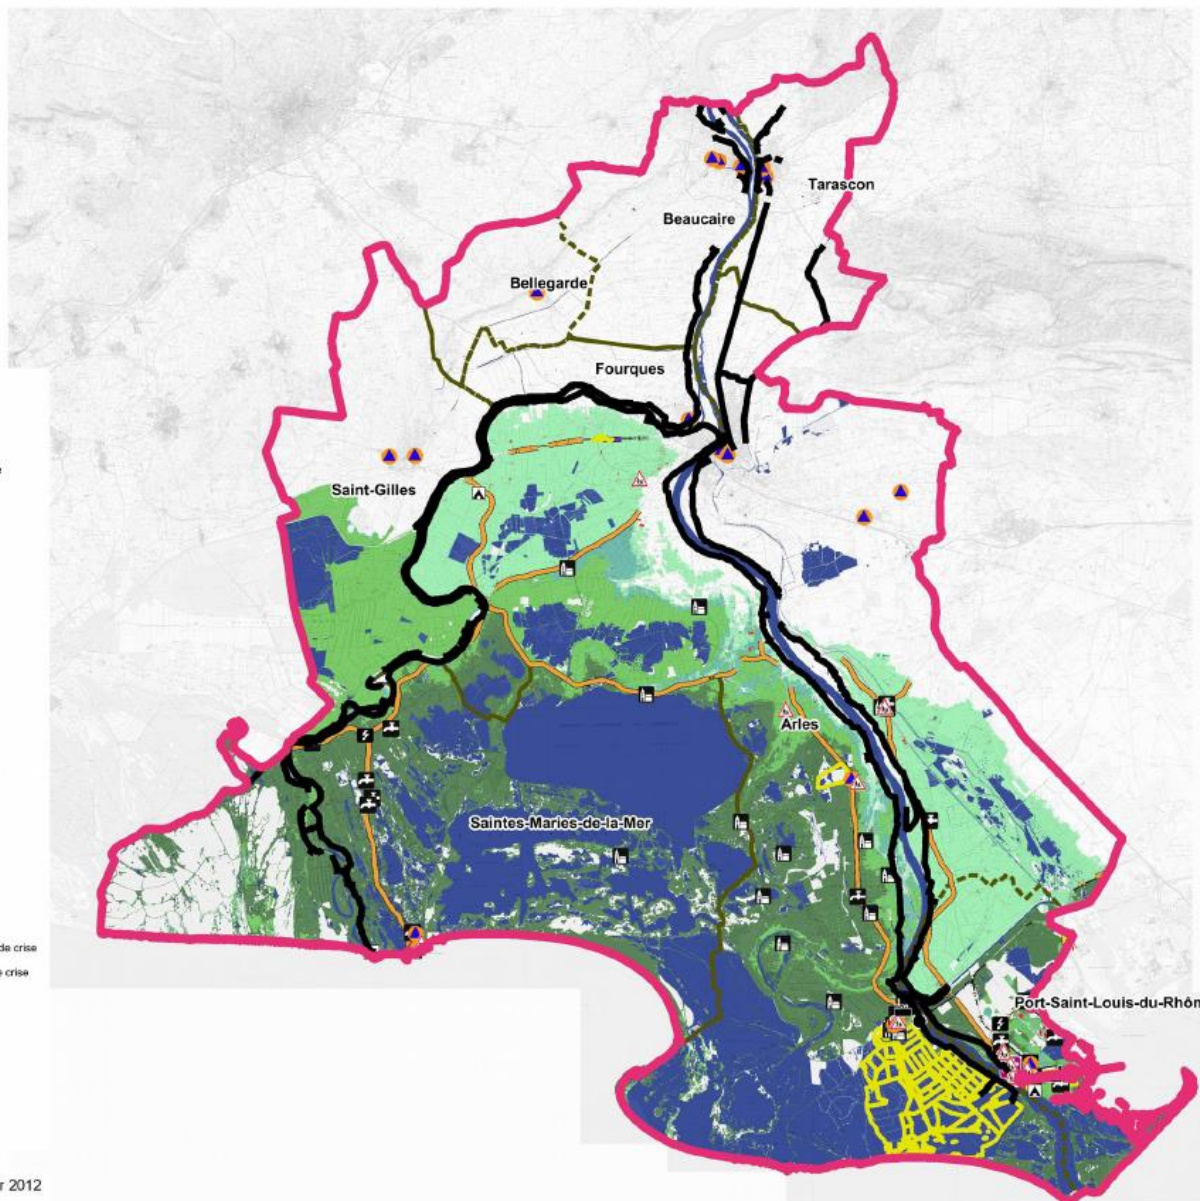 Tarascon
Beaucaire
Bellegarde
Fourques
Saint-Gilles
Arles
Saintes-Maries-de-la-Mer
de crise
crise
Port-Saint-Louis-du-Rhôn
2012